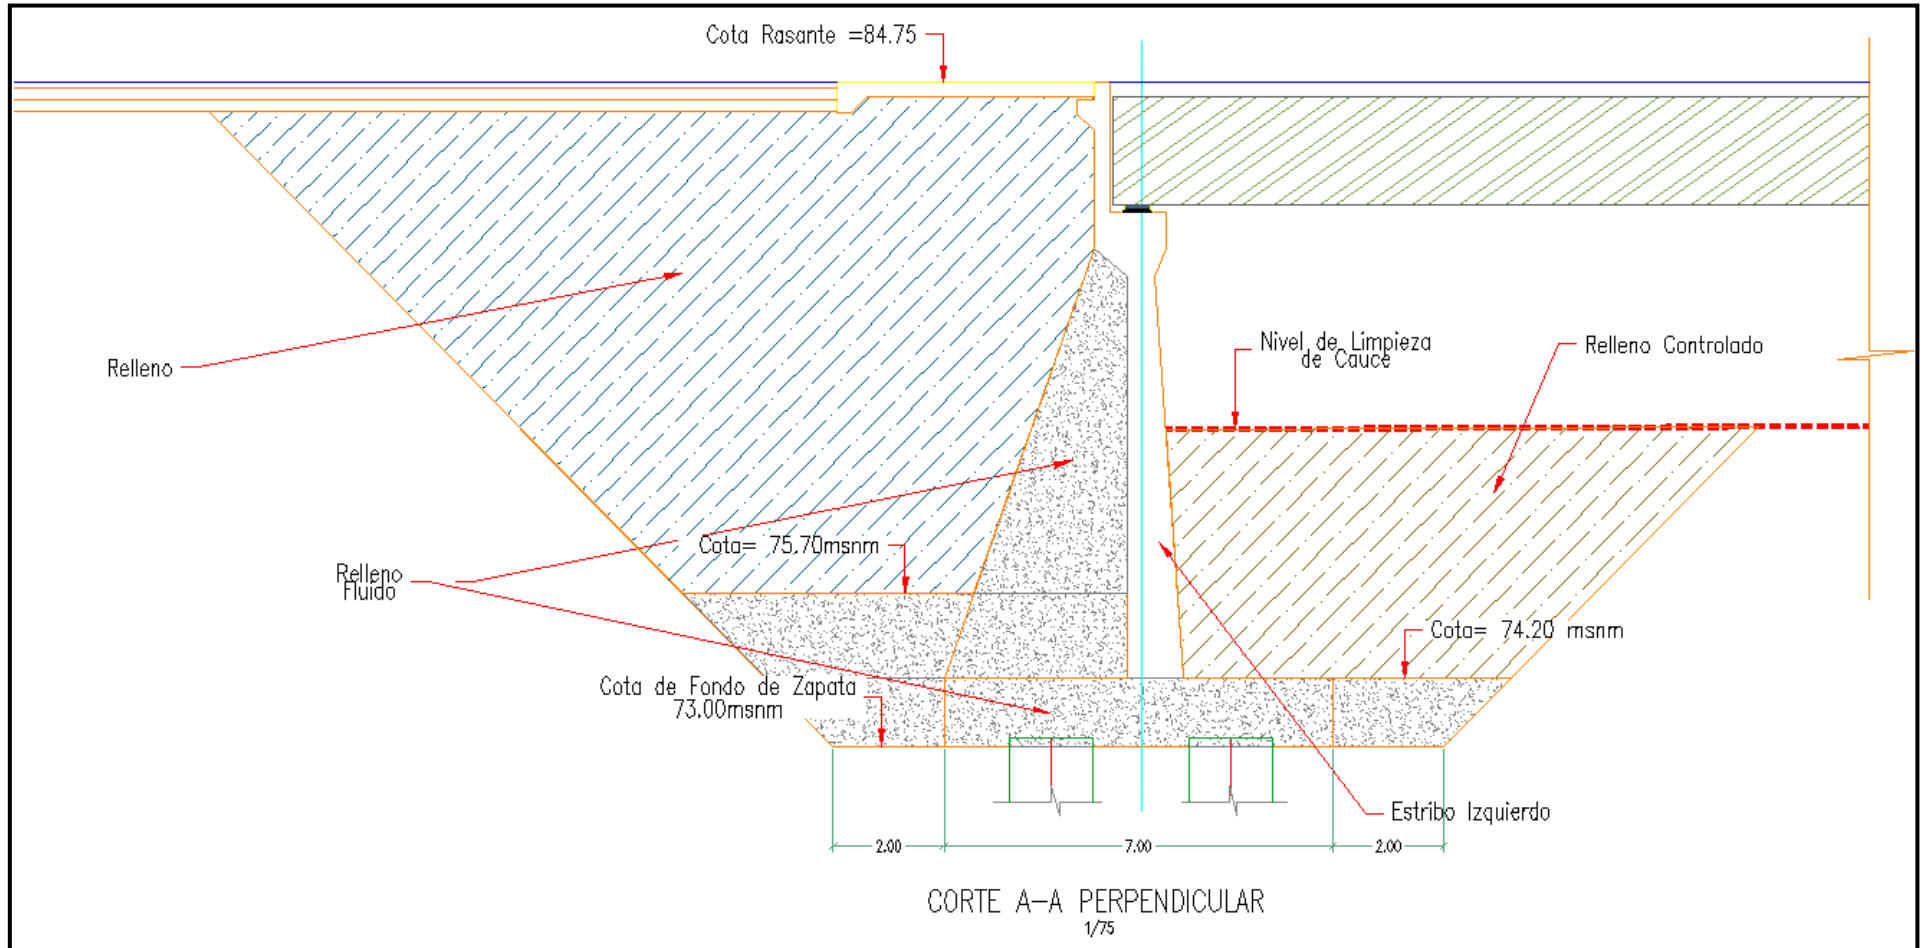 Cota Rasante =84.75
Nivel de Limpieza
de Cauce
Relleno Controlado
Relleno
Cota= 75.70msnm
Relleno
Fluido
Cota= 74.20 msnm
Cota de Fondo de Zapata
73.00msnm
Estribo Izquierdo
2.00
7.00
2.00
CORTE A-A PERPENDICULAR
1/75